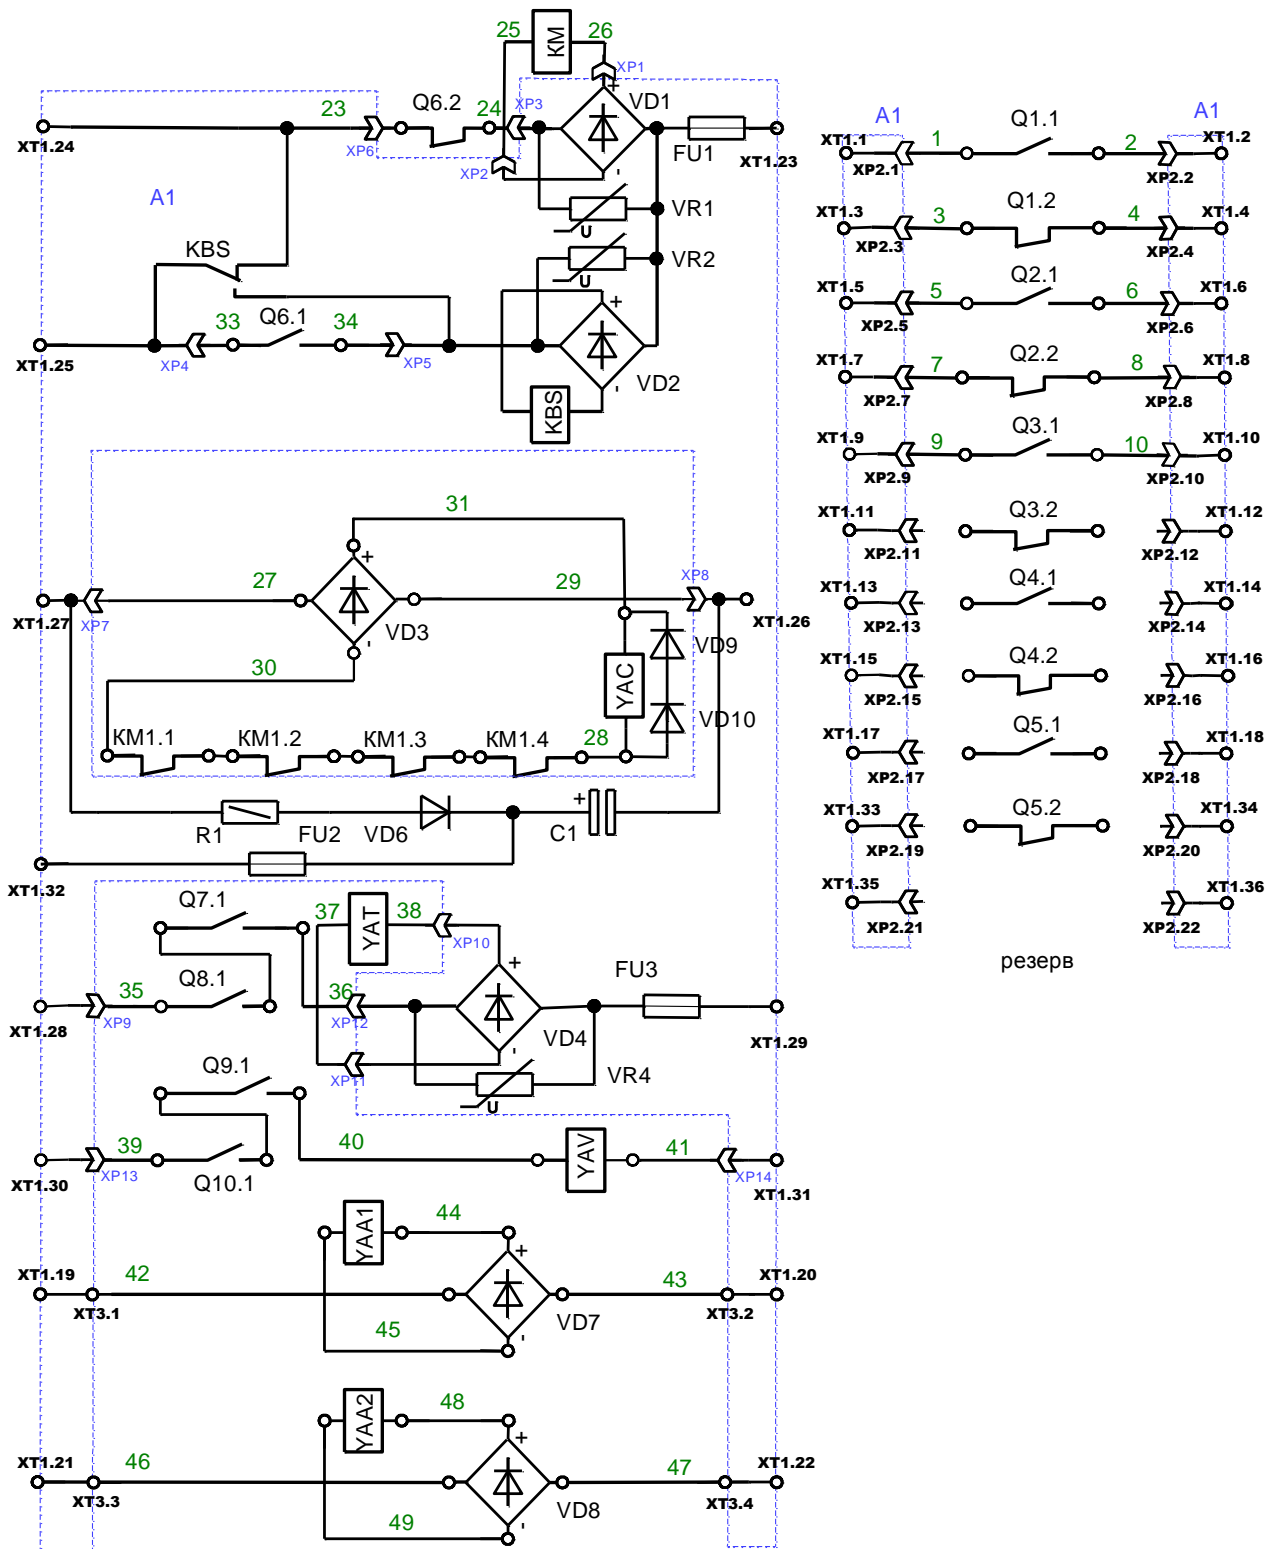 25
КМ
26
XP1
+
VD1
23
Q6.2
24
XP3
XT1.24
XP6
XP2
FU1
XT1.23
'
A1
VR1
U
KBS
VR2
U
33
Q6.1
34
+
XT1.25
XP4
XP5
VD2
'
KBS
31
+
27
29
XP8
XT1.27
XP7
VD3
XT1.26
'
VD9
30
YAC
VD10
KM1.1
KM1.2
KM1.3
KM1.4
28
R1
FU2
VD6
+
C1
XT1.32
Q7.1
37
YAT
38
XP10
+
FU3
35
Q8.1
36
XT1.28
XP9
XP12
VD4
XT1.29
'
Q9.1
XP11
VR4
U
39
40
YAV
41
XT1.30
XP13
Q10.1
XP14
XT1.31
YAA1
44
+
XT1.19
42
43
XT1.20
XT3.1
VD7
XT3.2
45
'
YAA2
48
+
XT1.21
46
47
XT1.22
XT3.3
VD8
XT3.4
49
'
A1
A1
XT1.1
1
Q1.1
2
XT1.2
XP2.1
XP2.2
XT1.3
3
Q1.2
4
XT1.4
XP2.3
XP2.4
XT1.5
5
Q2.1
6
XT1.6
XP2.5
XP2.6
XT1.7
7
Q2.2
8
XT1.8
XP2.7
XP2.8
XT1.9
9
Q3.1
10
XT1.10
XP2.9
XP2.10
XT1.11
Q3.2
XT1.12
XP2.11
XP2.12
XT1.13
Q4.1
XT1.14
XP2.13
XP2.14
XT1.15
Q4.2
XT1.16
XP2.15
XP2.16
XT1.17
Q5.1
XT1.18
XP2.17
XP2.18
XT1.33
Q5.2
XT1.34
XP2.19
XP2.20
XT1.35
XT1.36
XP2.21
XP2.22
резерв